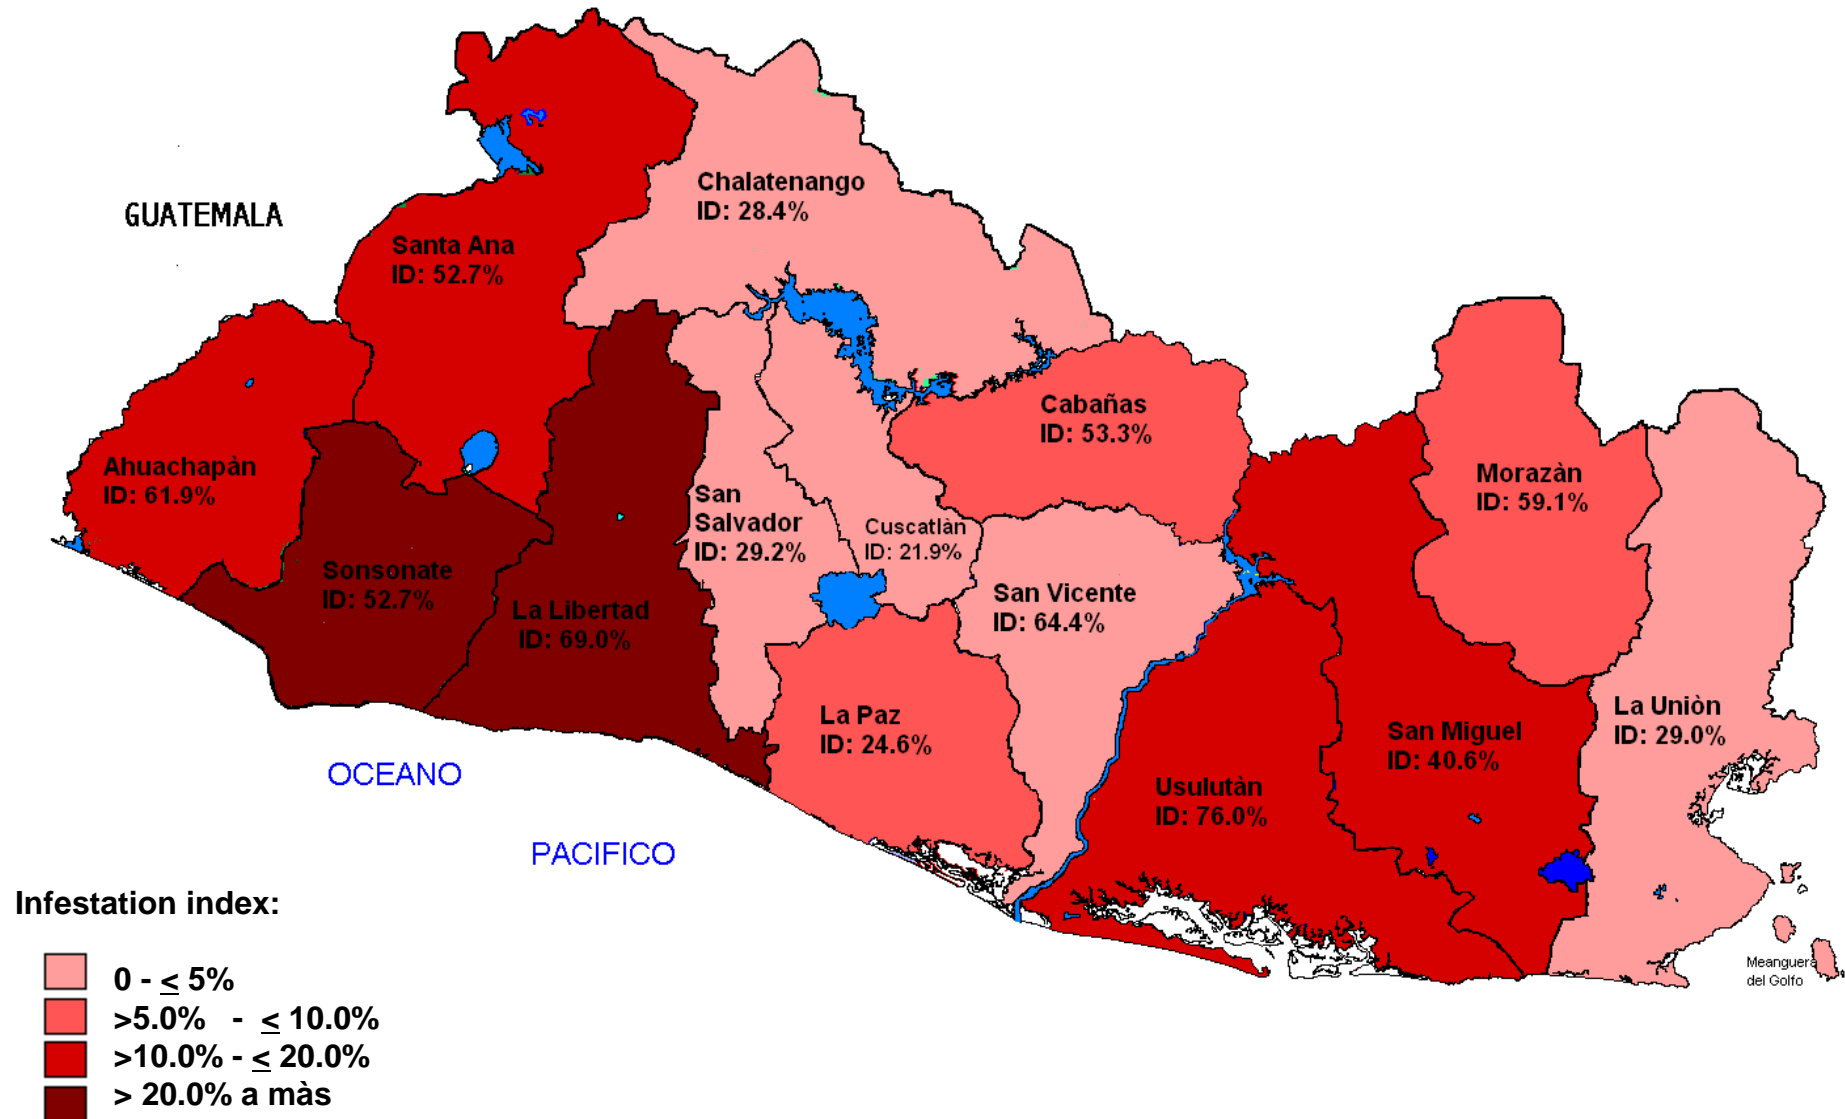 GUATEMALA
Chalatenango
ID: 28.4%
Santa Ana
ID: 52.7%
Cabañas
ID: 53.3%
Ahuachapàn
ID: 61.9%
Morazàn
ID: 59.1%
San
Salvador
ID: 29.2%
Cuscatlàn
ID: 21.9%
Sonsonate
ID: 52.7%
La Libertad
ID: 69.0%
San Vicente
ID: 64.4%
La Paz
ID: 24.6%
La Uniòn
ID: 29.0%
San Miguel
ID: 40.6%
Usulutàn
ID: 76.0%
OCEANO
PACIFICO
Meanguera
del Golfo
Infestation index:
0 - ≤ 5%
>5.0% - ≤ 10.0%
>10.0% - ≤ 20.0%
> 20.0% a màs